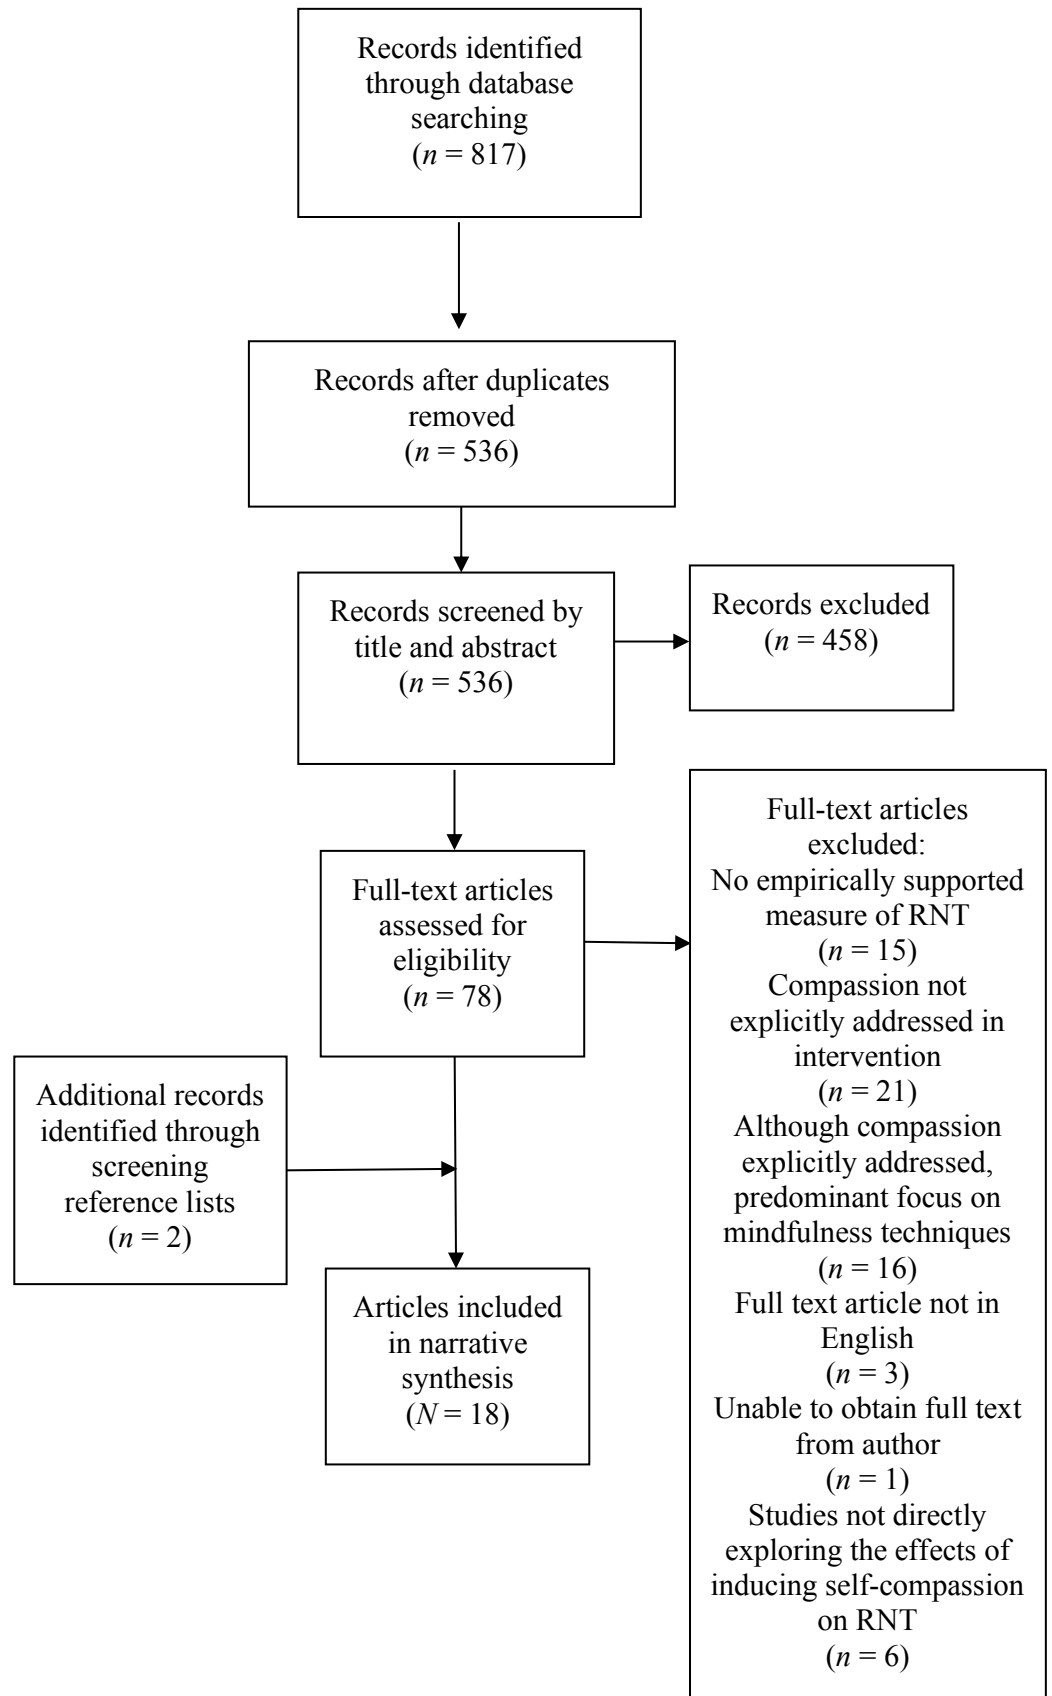 Records identified
through database
searching
(n = 817)
Records after duplicates
removed
(n = 536)
Records screened by
title and abstract
(n = 536)
Records excluded
(n = 458)
Full-text articles
assessed for
eligibility
(n = 78)
Full-text articles
excluded:
No empirically supported
measure of RNT
(n = 15)
Compassion not
explicitly addressed in
intervention
(n = 21)
Although compassion
explicitly addressed,
predominant focus on
mindfulness techniques
(n = 16)
Full text article not in
English
(n = 3)
Unable to obtain full text
from author
(n = 1)
Studies not directly
exploring the effects of
inducing self-compassion
on RNT
(n = 6)
Additional records
identified through
screening
reference lists
(n = 2)
Articles included
in narrative
synthesis
(N = 18)